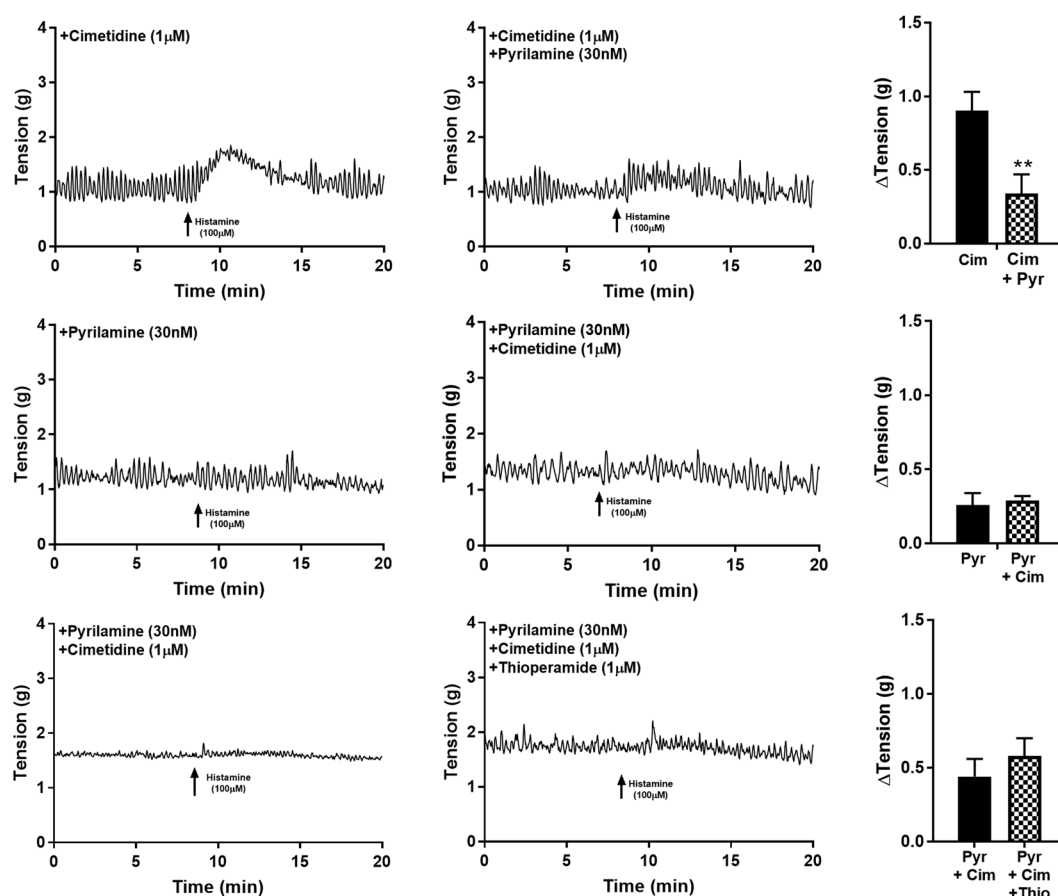 +Cimetidine (1μM)
Tension (g)
4
3
2
1
0
Histamine
(100μM)
0 5 10 15 20
Time (min)
+Cimetidine (1μM)
+Pyrilamine (30nM)
Tension (g)
4
3
2
1
0
Histamine
(100μM)
0 5 10 15 20
Time (min)
ΔTension (g)
1.5
1.0
0.5
0.0
**
Cim Cim
+ Pyr
+Pyrilamine (30nM)
Tension (g)
4
3
2
1
0
Histamine
(100μM)
0 5 10 15 20
Time (min)
+Pyrilamine (30nM)
+Cimetidine (1μM)
Tension (g)
4
3
2
1
0
Histamine
(100μM)
0 5 10 15 20
Time (min)
ΔTension (g)
1.5
1.0
0.5
0.0
Pyr Pyr
+ Cim
+Pyrilamine (30nM)
+Cimetidine (1μM)
Tension (g)
4
3
2
1
0
Histamine
(100μM)
0 5 10 15 20
Time (min)
+Pyrilamine (30nM)
+Cimetidine (1μM)
+Thioperamide (1μM)
Tension (g)
4
3
2
1
0
Histamine
(100μM)
0 5 10 15 20
Time (min)
ΔTension (g)
1.5
1.0
0.5
0.0
Pyr Pyr
+ Cim + Cim
+Thio